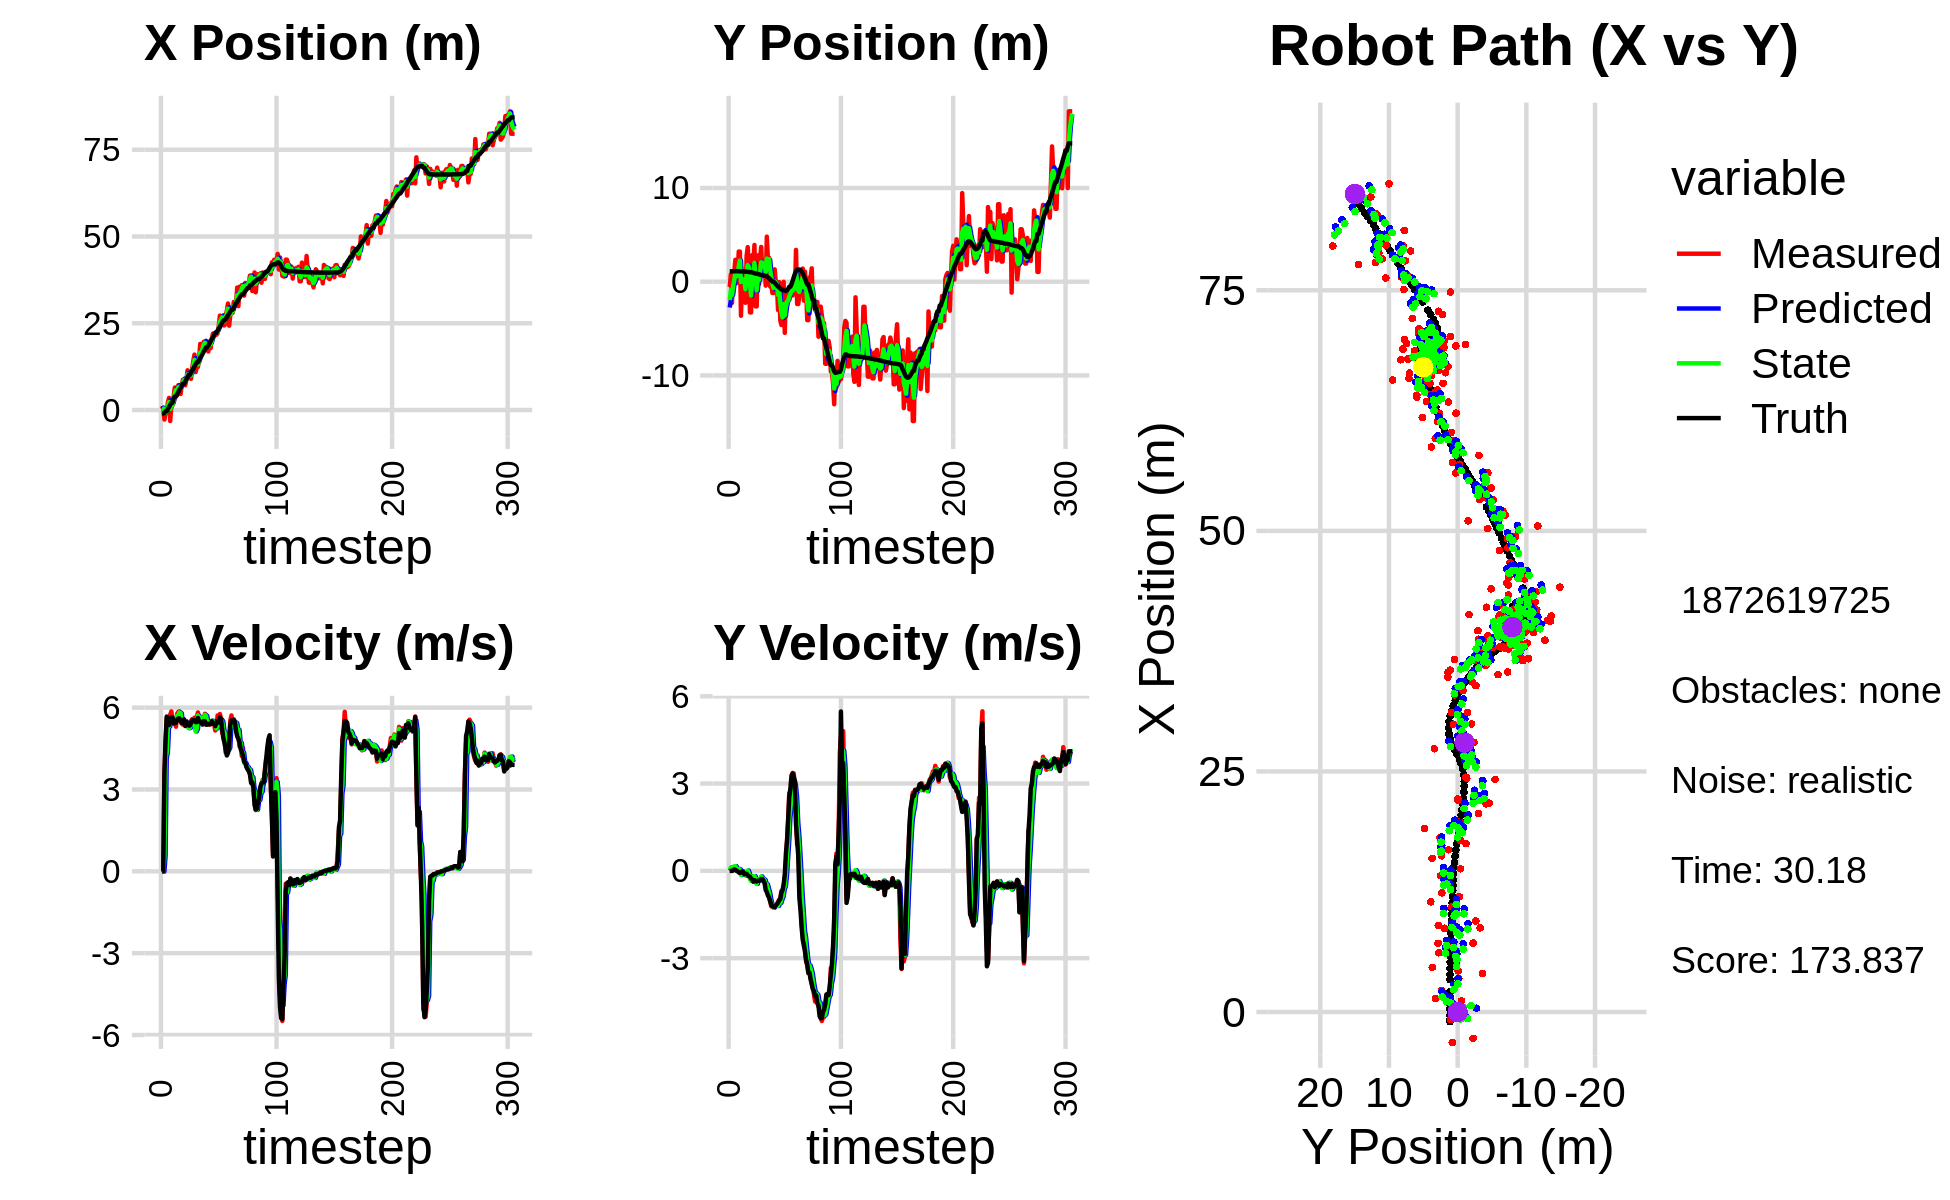 X Position (m)
75
50
25
0
0
100
200
300
timestep
Y Position (m)
10
0
-10
0
100
200
300
timestep
X Velocity (m/s)
6
3
0
-3
-6
0
100
200
300
timestep
Y Velocity (m/s)
6
3
0
-3
0
100
200
300
timestep
Robot Path (X vs Y)
X Position (m)
75
50
25
0
20 10 0 -10 -20
Y Position (m)
variable
Measured
Predicted
State
Truth
1872619725
Obstacles: none
Noise: realistic
Time: 30.18
Score: 173.837